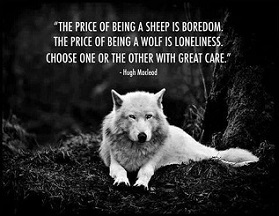 “THE PRICE OF BEING A SHEEP IS BOREDOM.
THE PRICE OF BEING A WOLF IS LONELINESS.
CHOOSE ONE OR THE OTHER WITH GREAT CARE.”
- Hugh Macleod